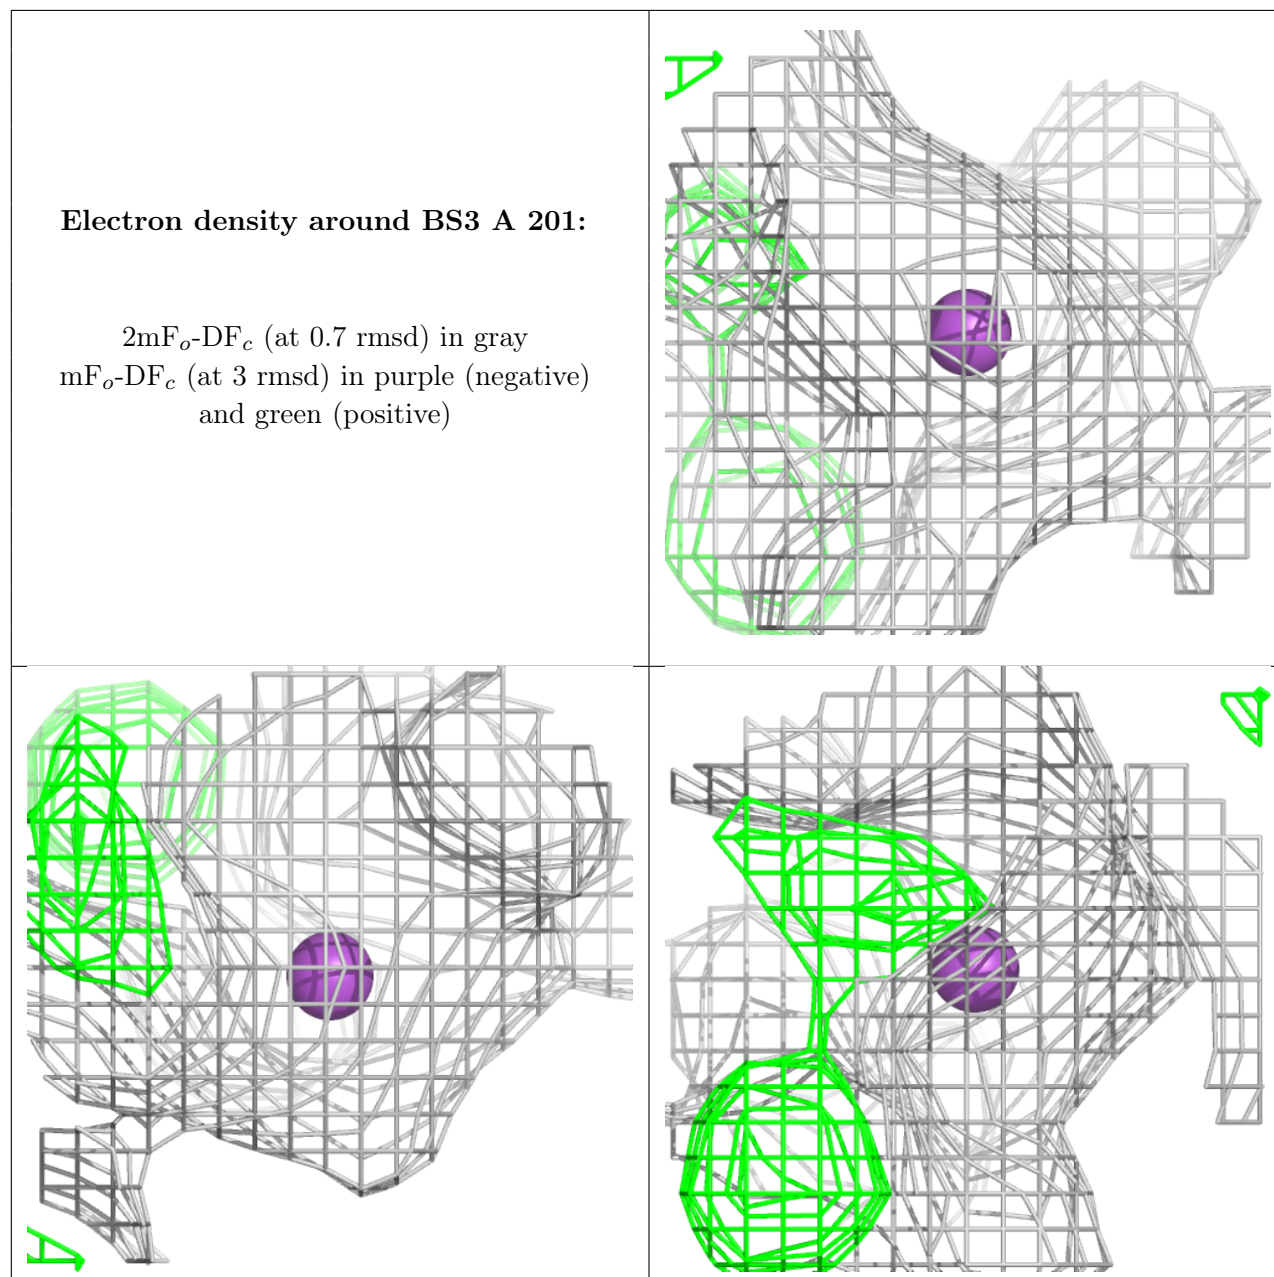 Electron density around BS3 A 201:
2mFo-DFc (at 0.7 rmsd) in gray
mFo-DFc (at 3 rmsd) in purple (negative)
and green (positive)